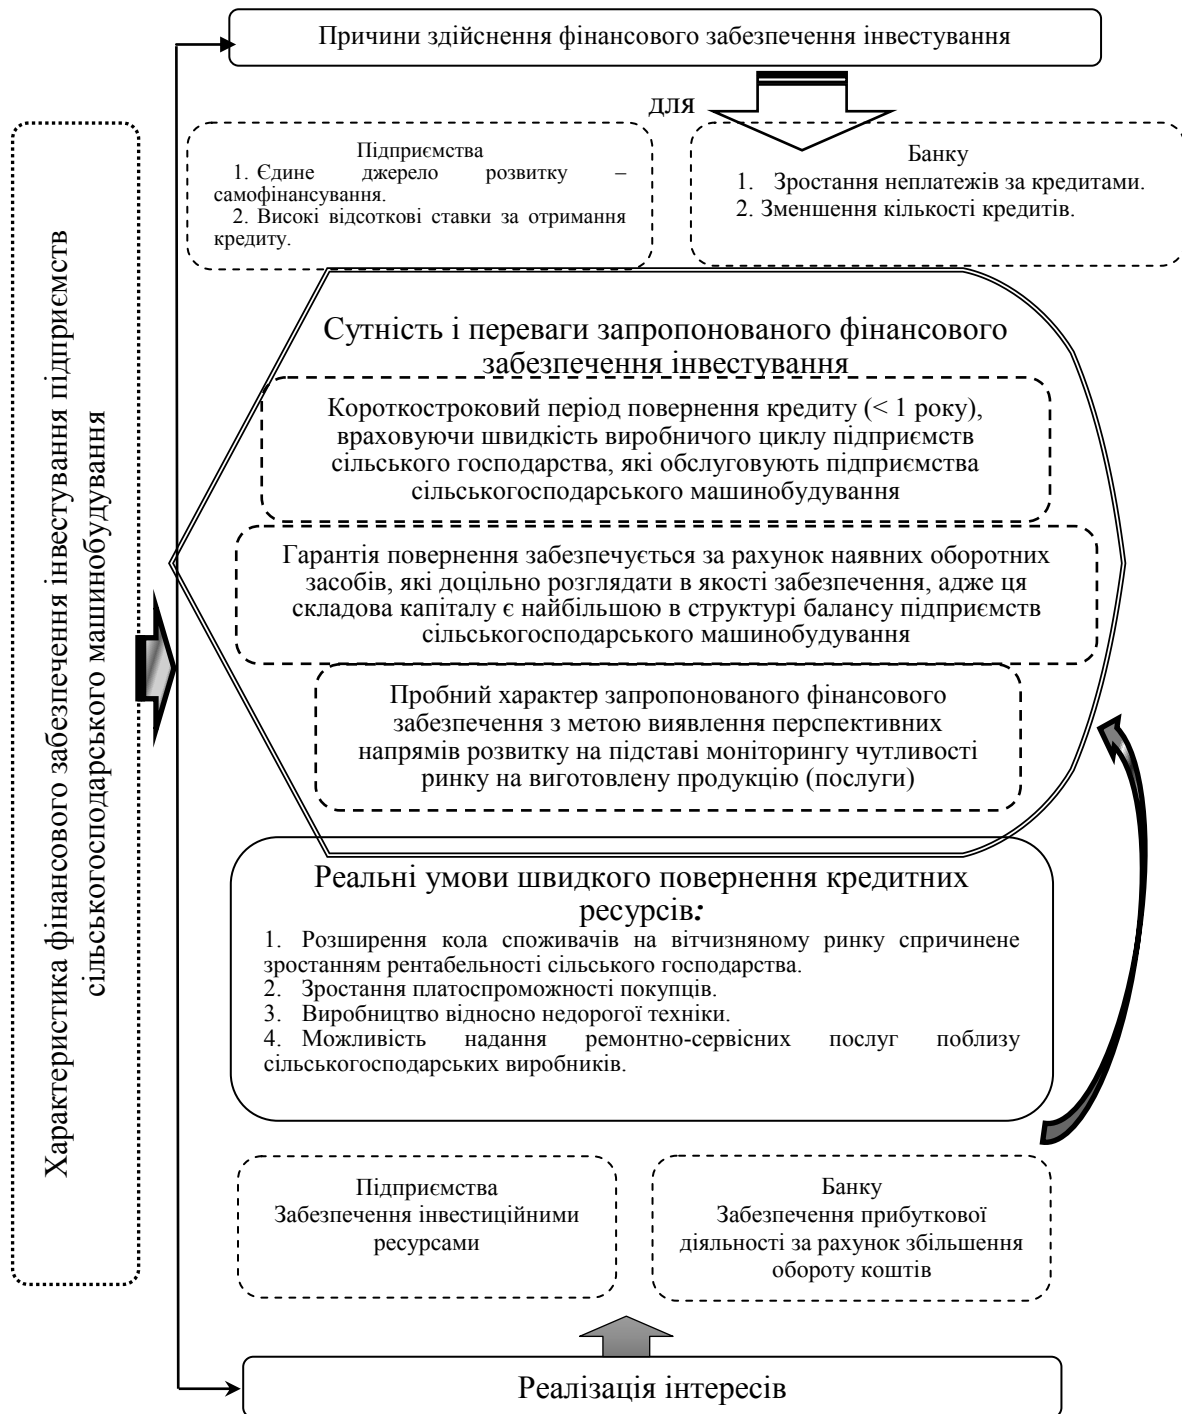 Характеристика фінансового забезпечення інвестування підприємств
сільськогосподарського машинобудування
Причини здійснення фінансового забезпечення інвестування
для
Підприємства
1. Єдине джерело розвитку –
самофінансування.
2. Високі відсоткові ставки за отримання
кредиту.
Банку
1. Зростання неплатежів за кредитами.
2. Зменшення кількості кредитів.
Сутність і переваги запропонованого фінансового
забезпечення інвестування
Короткостроковий період повернення кредиту (< 1 року),
враховуючи швидкість виробничого циклу підприємств
сільського господарства, які обслуговують підприємства
сільськогосподарського машинобудування
Гарантія повернення забезпечується за рахунок наявних оборотних
засобів, які доцільно розглядати в якості забезпечення, адже ця
складова капіталу є найбільшою в структурі балансу підприємств
сільськогосподарського машинобудування
Пробний характер запропонованого фінансового
забезпечення з метою виявлення перспективних
напрямів розвитку на підставі моніторингу чутливості
ринку на виготовлену продукцію (послуги)
Реальні умови швидкого повернення кредитних
ресурсів:
1. Розширення кола споживачів на вітчизняному ринку спричинене
зростанням рентабельності сільського господарства.
2. Зростання платоспроможності покупців.
3. Виробництво відносно недорогої техніки.
4. Можливість надання ремонтно-сервісних послуг поблизу
сільськогосподарських виробників.
Підприємства
Забезпечення інвестиційними
ресурсами
Банку
Забезпечення прибуткової
діяльності за рахунок збільшення
обороту коштів
Реалізація інтересів